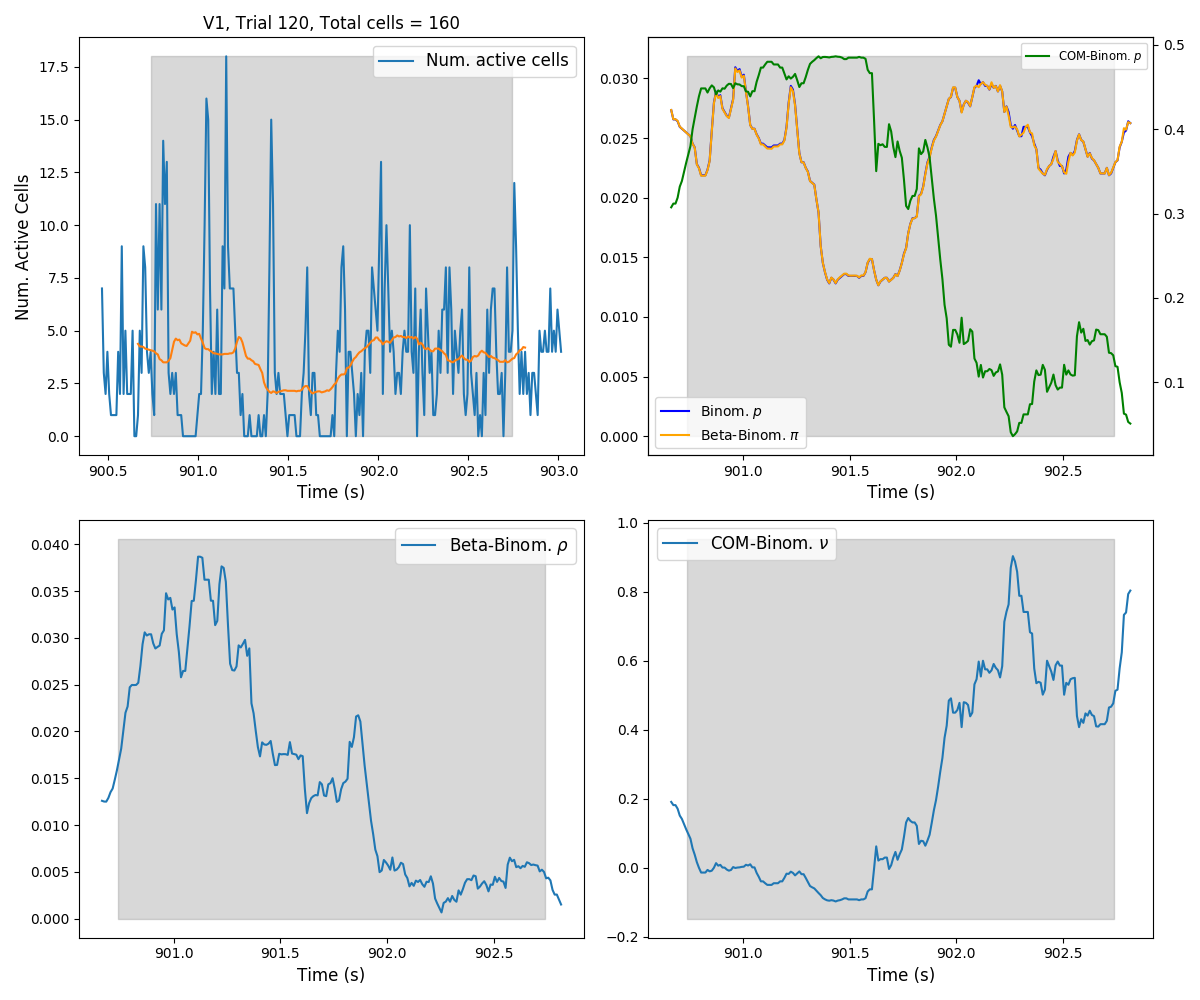 V1, Trial 120, Total cells = 160
Num. active cells
Num. Active Cells
17.5
15.0
12.5
10.0
7.5
5.0
2.5
0.0
900.5 901.0 901.5 902.0 902.5 903.0
Time (s)
COM-Binom. p
0.030
0.025
0.020
0.015
0.010
0.005
0.000
0.5
0.4
0.3
0.2
0.1
Binom. p
Beta-Binom. π
901.0 901.5 902.0 902.5
Time (s)
Beta-Binom. ρ
0.040
0.035
0.030
0.025
0.020
0.015
0.010
0.005
0.000
901.0 901.5 902.0 902.5
Time (s)
COM-Binom. ν
1.0
0.8
0.6
0.4
0.2
0.0
−0.2
901.0 901.5 902.0 902.5
Time (s)